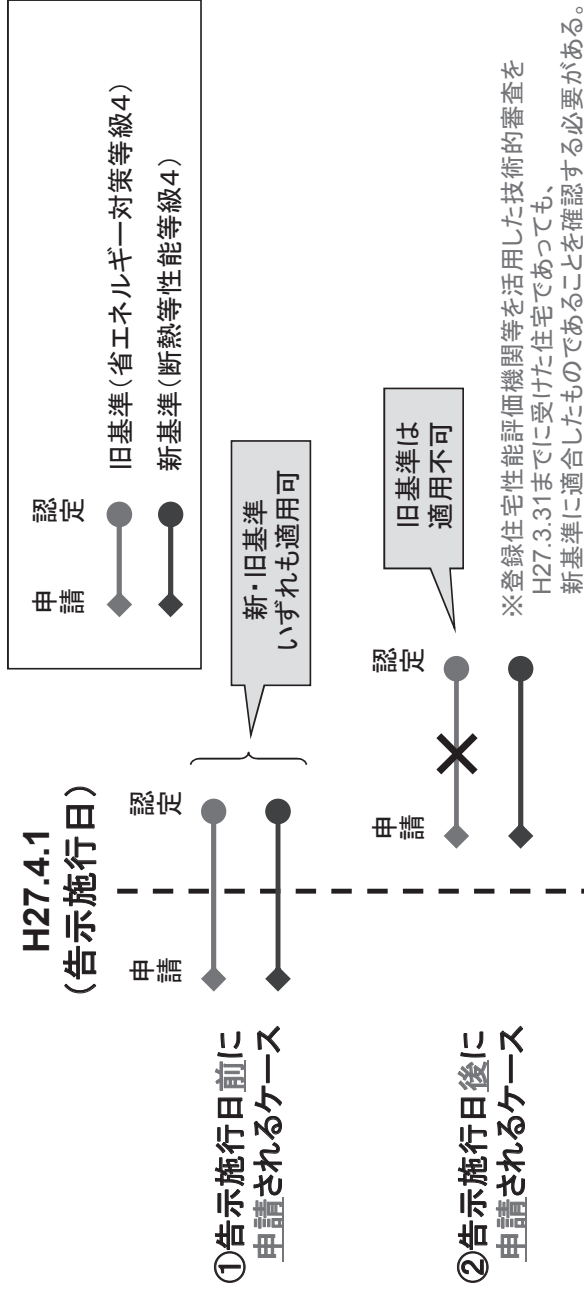 申請
認定
旧基準(省エネルギー対策等級4)
新基準(断熱等性能等級4)
H27.4.1
(告示施行日)
①告示施行日前に
申請されるケース
申請
認定
新・旧基準
いずれも適用可
②告示施行日後に
申請されるケース
申請
認定
旧基準は
適用不可
※登録住宅性能評価機関等を活用した技術的審査を
H27.3.31までに受けた住宅であっても、
新基準に適合したものであることを確認する必要がある。